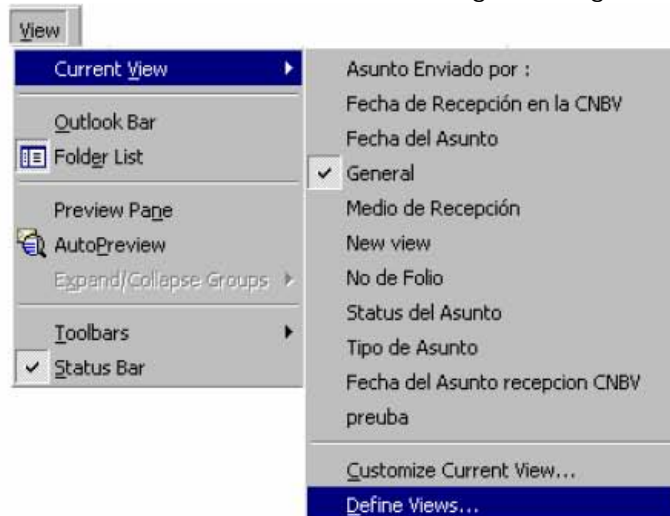 View
Current View
Outlook Bar
Folder List
Preview Pane
AutoPreview
Expand/Collapse Groups
Toolbars
Status Bar
Asunto Enviado por :
Fecha de Recepción en la CNBV
Fecha del Asunto
General
Medio de Recepción
New view
No de Folio
Status del Asunto
Tipo de Asunto
Fecha del Asunto recepcion CNBV
preuba
Customize Current View...
Define Views...